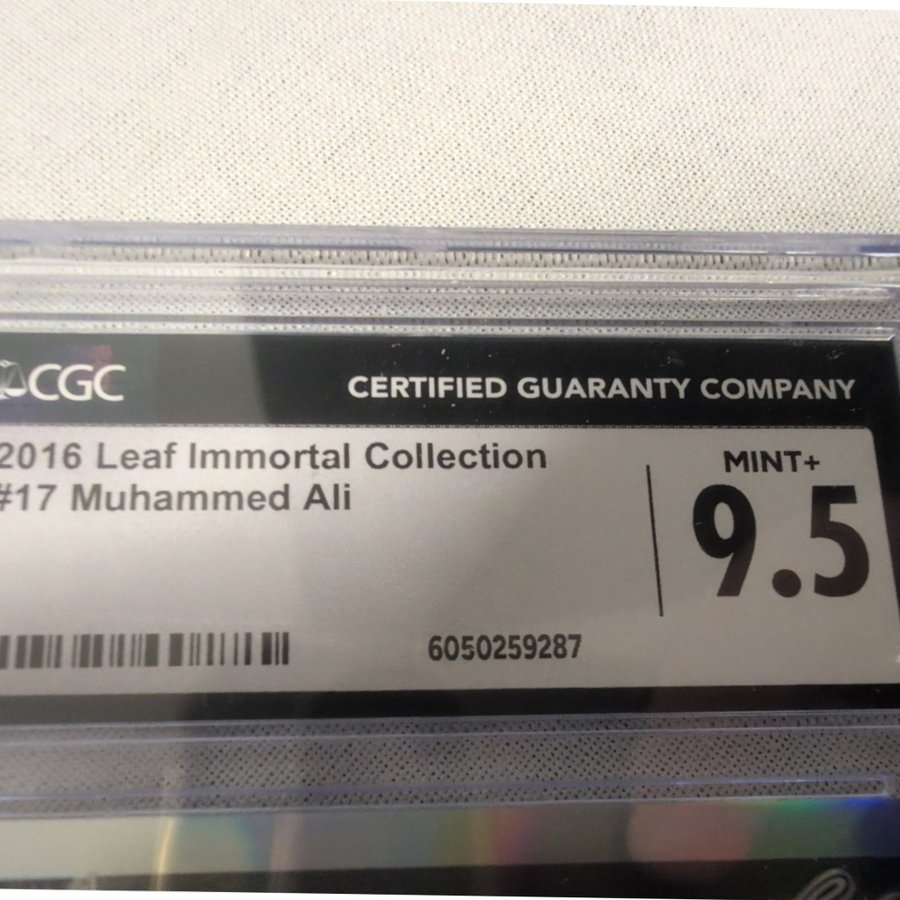 CGC
CERTIFIED GUARANTY COMPANY
2016 Leaf Immortal Collection
#17 Muhammed Ali
MINT+
9.5
6050259287